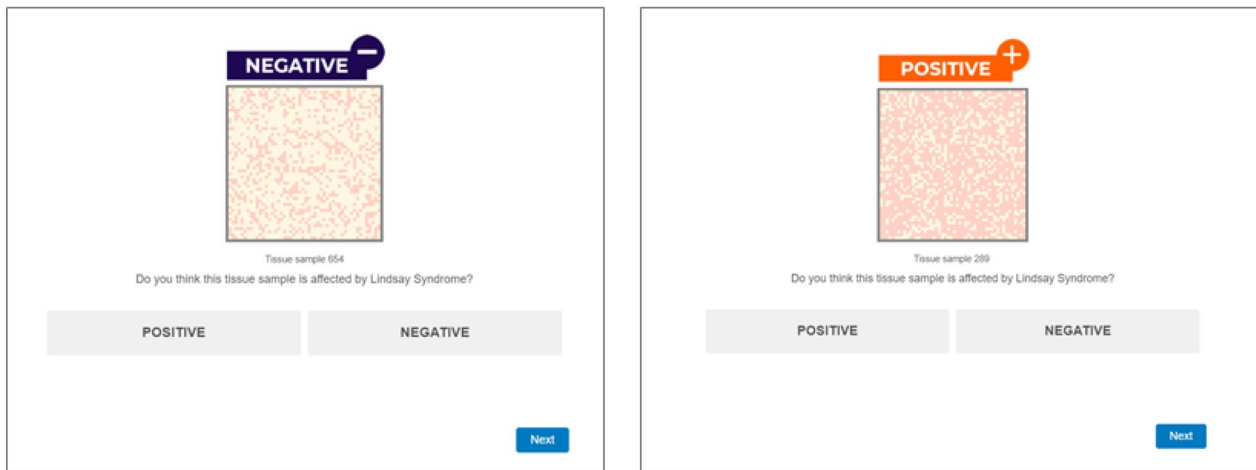 NEGATIVE
Tissue sample 654
Do you think this tissue sample is affected by Lindsay Syndrome?
POSITIVE
NEGATIVE
Next
POSITIVE
Tissue sample 289
Do you think this tissue sample is affected by Lindsay Syndrome?
POSITIVE
NEGATIVE
Next